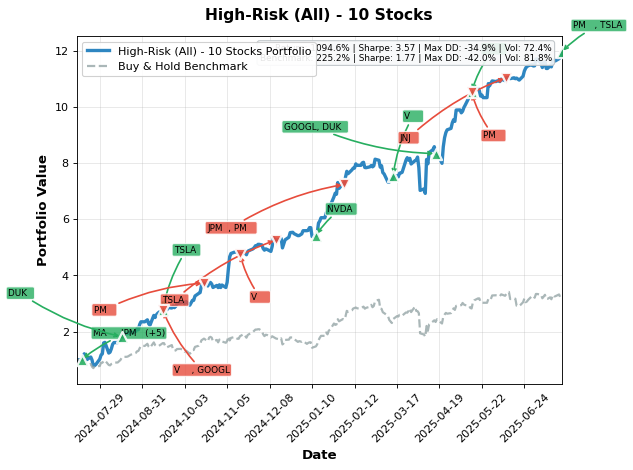 High-Risk (All) - 10 Stocks
PM , TSLA
High-Risk (All) - 10 Stocks Portfolio
Buy & Hold Benchmark
094.6% | Sharpe: 3.57 | Max DD: -34.9% | Vol: 72.4%
225.2% | Sharpe: 1.77 | Max DD: -42.0% | Vol: 81.8%
V
GOOGL, DUK
JNJ
PM
NVDA
JPM , PM
TSLA
DUK
PM
TSLA
V
MA
PM (+5)
V , GOOGL
12
10
8
6
4
2
Portfolio Value
2024-07-29
2024-08-31
2024-10-03
2024-11-05
2024-12-08
2025-01-10
2025-02-12
2025-03-17
2025-04-19
2025-05-22
2025-06-24
Date